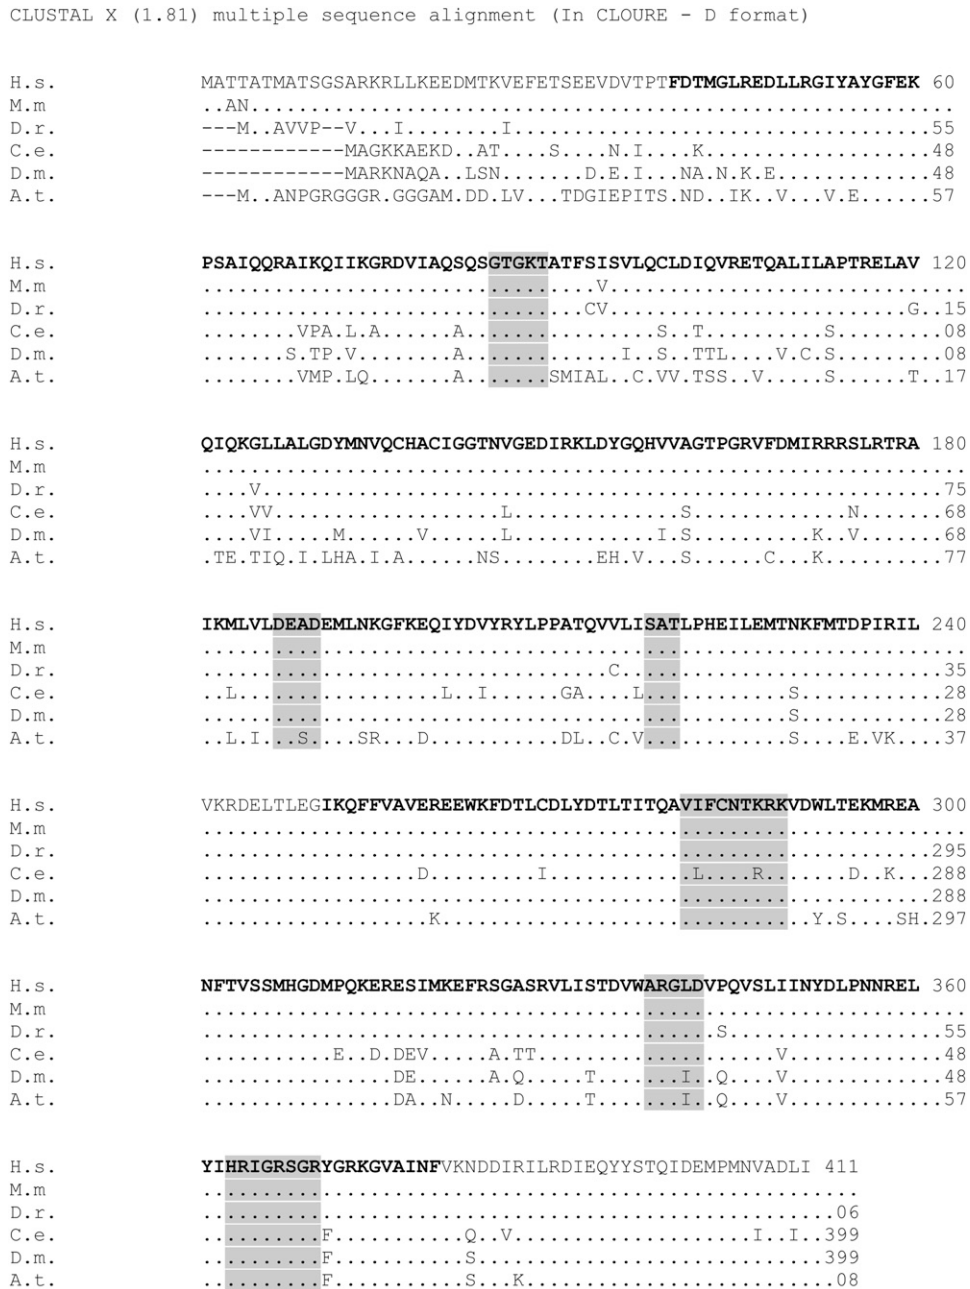 CLUSTAL X (1.81) multiple sequence alignment (In CLOURE - D format)
H.s. MATTATMATSGSARKRLLKEEDMTKVEFETSEEVDVTPTFDTMGLREDLLRGIYAYGFEK 60
M.m ..AN...........................................................
D.r. ---M..AVVP--V...I........V....................................55
C.e. ------------MAGKKAEKD..AT....S....N.I....K....................48
D.m. ------------MARKNAQA..LSN.......D.E.I...NA.N.K.E..............48
A.t. ---M..ANPGRGGGR.GGGAM.DD.LV...TDGIEPITS.ND..IK..V...V.E.......57
H.s. PSAIQQRAIKQIIKGRDVIAQSQSGTGKTATFSISVLQCLDIQVRETQALILAPTRELAV 120
M.m .................................V.............................
D.r. ................................CV.........................G..15
C.e. ........VPA.L.A......A................S..T..........S.........08
D.m. .......S.TP.V........A.............I..S..TTL....V.C.S.........08
A.t. ........VMP.LQ.......A.......SMIAL..C.VV.TSS..V.....S......T..17
H.s. QIQKGLLALGDYMNVQCHACIGGTNVGEDIRKLDYGQHVVAGTPGRVFDMIRRRSLRTRA 180
M.m ...............................................................
D.r. ....V.........................................................75
C.e. ....VV...................L..............S.............N.......68
D.m. ....VI.....M......V......L............I.S..........K..V.......68
A.t. .TE.TIQ.I.LHA.I.A......NS........EH.V...S......C...K..........77
H.s. IKMLVLDEADEMLNKGFKEQIYDVYRYLPPATQVVLISATLPHEILEMTNKFMTDPIRIL 240
M.m ...............................................................
D.r. ..................................C...........................35
C.e. ..L.................L..I......GA....L............S............28
D.m. .................................................S............28
A.t. ..L.I...S....SR...D...........DL..C.V............S....E.VK....37
H.s. VKRDELTLEGIKQFFVAVEREEWKFDTLCDLYDTLTITQAVIFCNTKRKVDWLTEKMREA 300
M.m ...............................................................
D.r. .............................................................295
C.e. ..................D.........I............L....R.......D..K...288
D.m. .............................................................288
A.t. ...................K...............................Y.S....SH.297
H.s. NFTVSSMHGDMPQKERESIMKEFRSGASRVLISTDVWARGLDVPQVSLIINYDLPNNREL 360
M.m ...............................................................
D.r. ...........................................S..................55
C.e. ...........E..D.DEV.....A.TT....................V.............48
D.m. ................DE......A.Q.....T.......I..Q....V.............48
A.t. ................DA..N.....D.....T.......I..Q....V.............57
H.s. YIHRIGRSGRYGRKGVAINFVKNDDIRILRDIEQYYSTQIDEMPMNVADLI 411
M.m .......................................................
D.r. .....................................................06
C.e. ..........F...........Q..V....................I..I..399
D.m. ..........F...........S.............................399
A.t. ..........F...........S...K..........................08